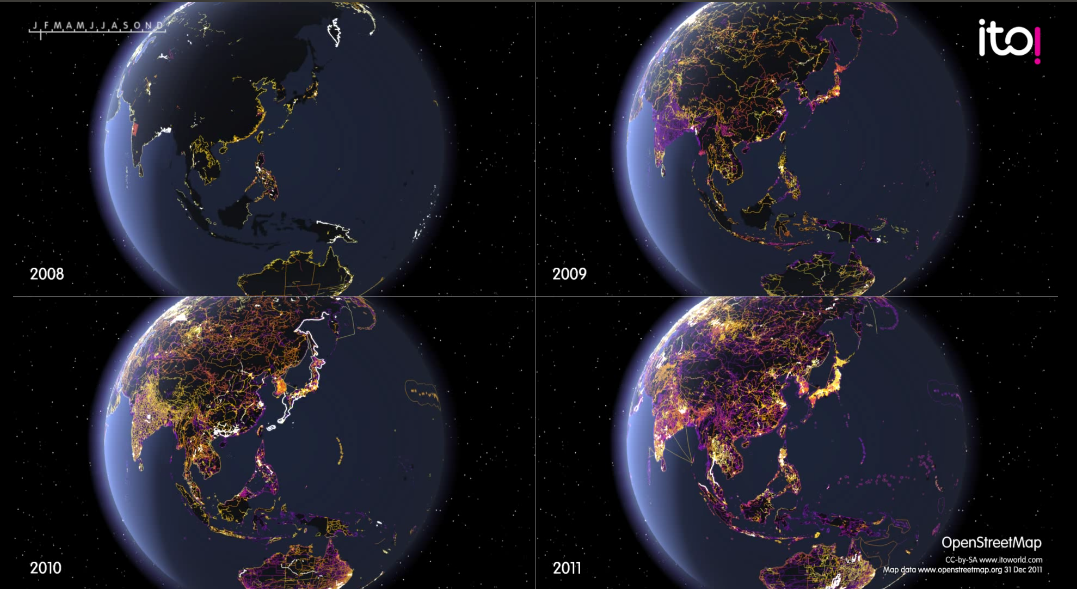 J F M A M J J A S O N D
ito!
2008
2009
2010
2011
OpenStreetMap
CC-by-SA www.itoworld.com
Map data www.openstreetmap.org 31 Dec 2011